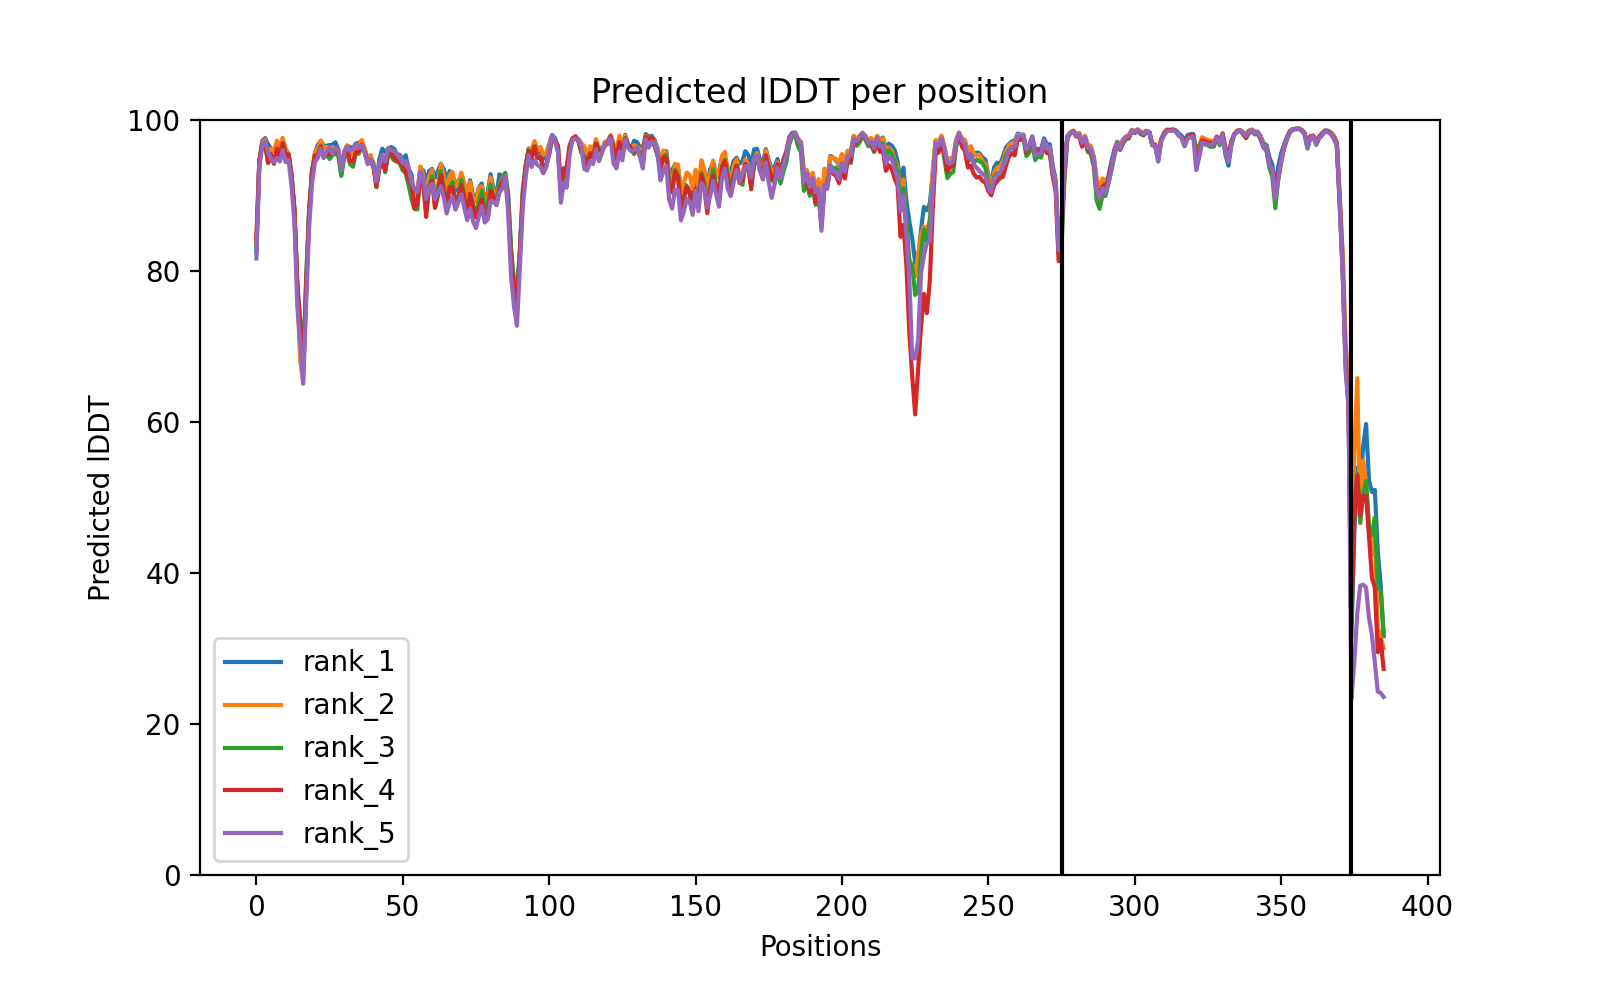 Predicted lDDT per position
100
80
60
40
20
0
Predicted lDDT
rank_1
rank_2
rank_3
rank_4
rank_5
0 50 100 150 200 250 300 350 400
Positions